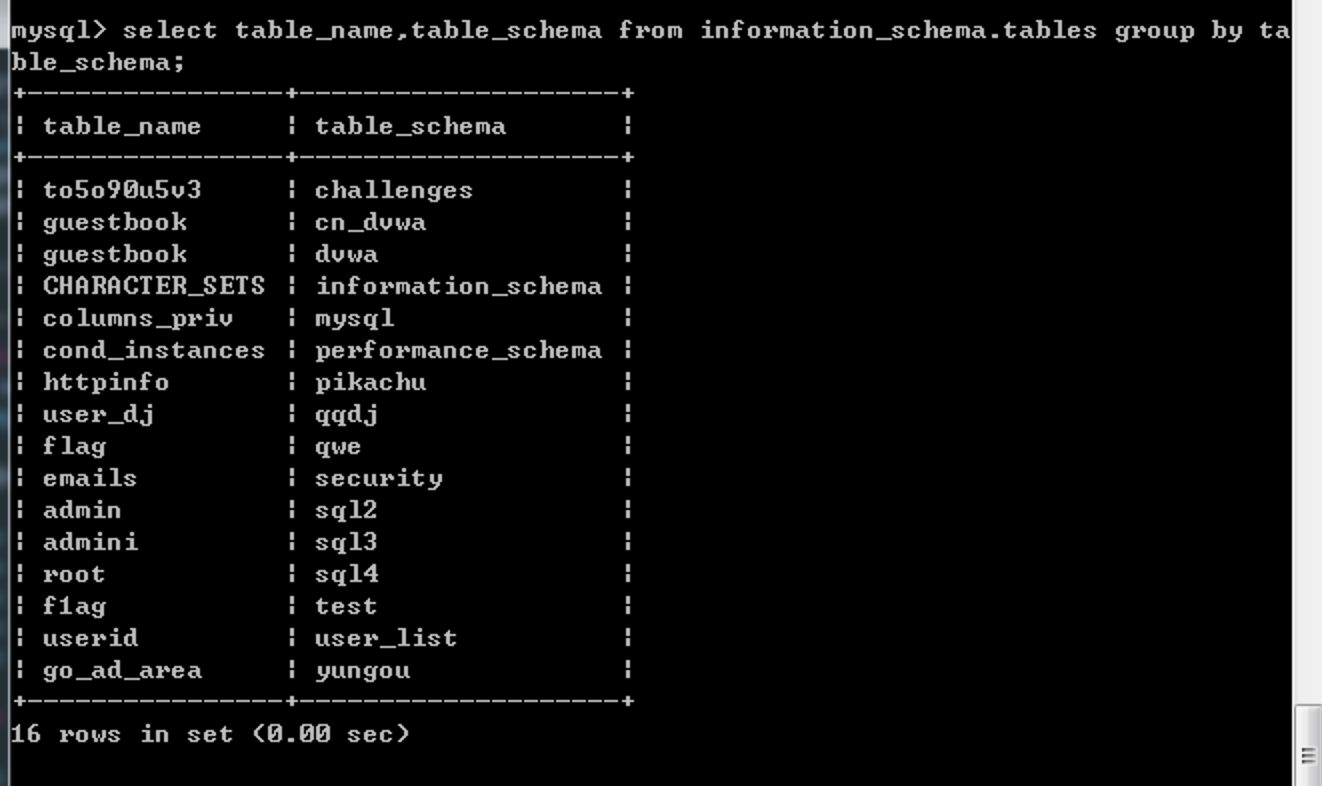 mysql> select table_name,table_schema from information_schema.tables group by ta
ble_schema;
+----------------+--------------------+
| table_name     | table_schema       |
+----------------+--------------------+
| to5o90u5v3     | challenges         |
| guestbook      | cn_dvwa            |
| guestbook      | dvwa               |
| CHARACTER_SETS | information_schema |
| columns_priv   | mysql              |
| cond_instances | performance_schema |
| httpinfo       | pikachu            |
| user_dj        | qqdj               |
| flag           | qwe                |
| emails         | security           |
| admin          | sql2               |
| admini         | sql3               |
| root           | sql4               |
| f1ag           | test               |
| userid         | user_list          |
| go_ad_area     | yungou             |
+----------------+--------------------+
16 rows in set (0.00 sec)